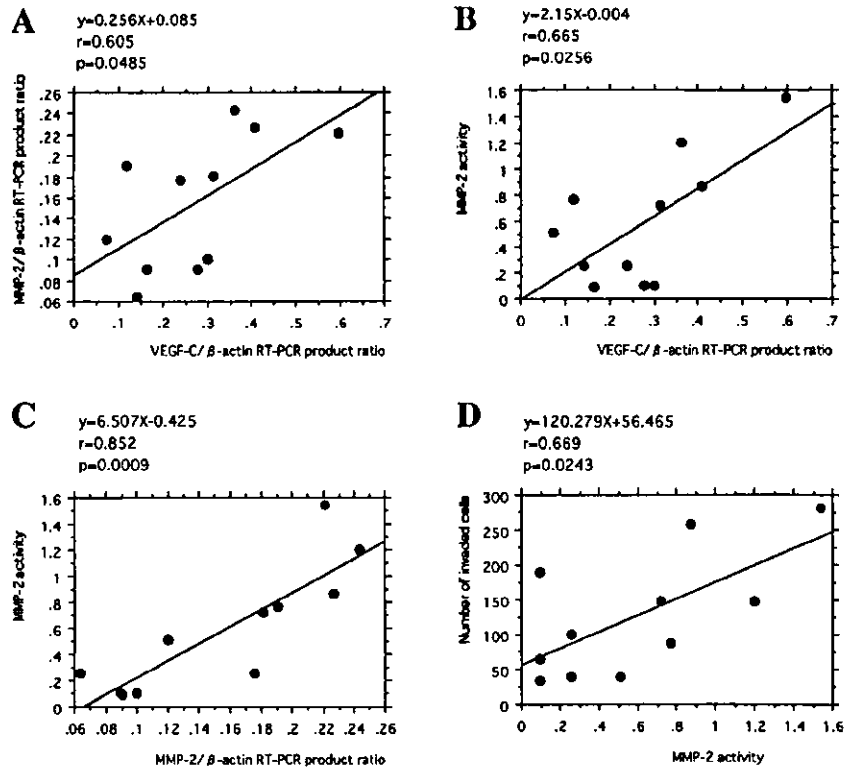 A
y=0.256X+0.085
r=0.605
p=0.0485
MMP-2/β-actin RT-PCR product ratio
.26
.24
.22
.2
.18
.16
.14
.12
.1
.08
.06
0 .1 .2 .3 .4 .5 .6 .7
VEGF-C/β-actin RT-PCR product ratio
B
y=2.15X-0.004
r=0.665
p=0.0256
MMP-2 activity
1.6
1.4
1.2
1
.8
.6
.4
.2
0
0 .1 .2 .3 .4 .5 .6 .7
VEGF-C/β-actin RT-PCR product ratio
C
y=6.507X-0.425
r=0.852
p=0.0009
MMP-2 activity
1.6
1.4
1.2
1
.8
.6
.4
.2
0
.06 .08 .1 .12 .14 .16 .18 .2 .22 .24 .26
MMP-2/β-actin RT-PCR product ratio
D
y=120.279X+56.465
r=0.669
p=0.0243
Number of invaded cells
300
250
200
150
100
50
0
0 .2 .4 .6 .8 1 1.2 1.4 1.6
MMP-2 activity